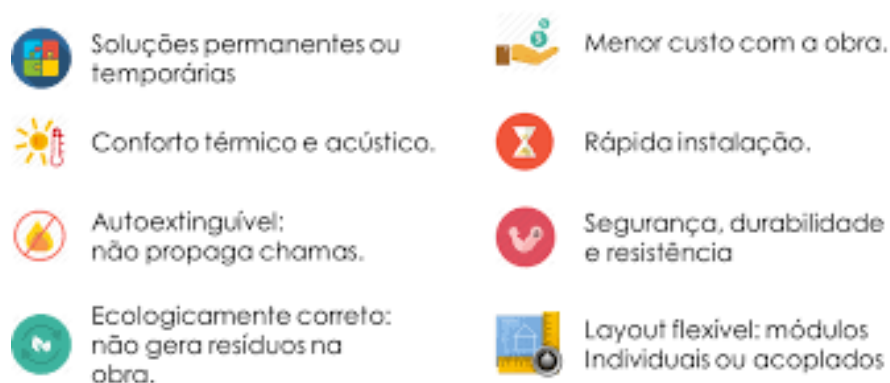 Soluções permanentes ou
temporárias
Conforto térmico e acústico.
Autoextinguível:
não propaga chamas.
Ecologicamente correto:
não gera resíduos na
obra.
Menor custo com a obra.
Rápida instalação.
Segurança, durabilidade
e resistência
Layout flexível: módulos
Individuais ou acoplados